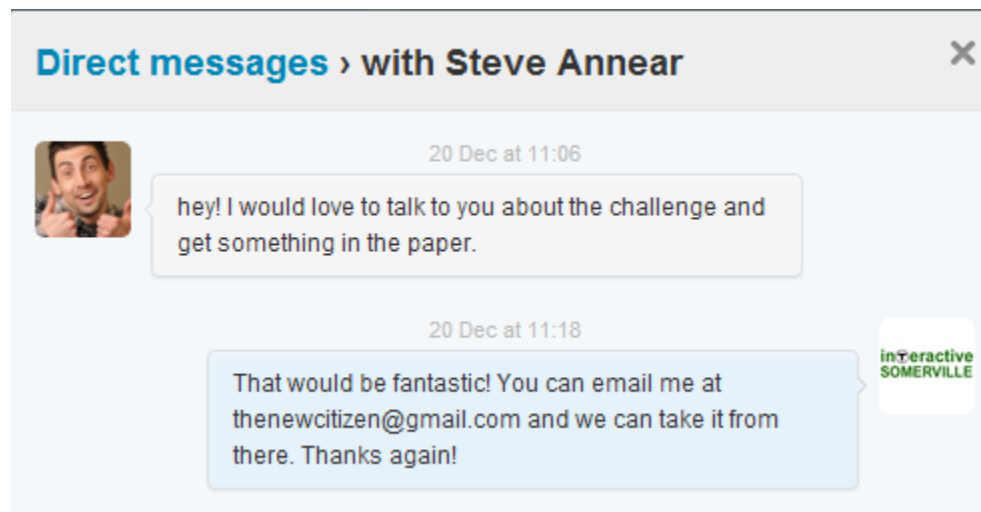 Direct messages › with Steve Annear
20 Dec at 11:06
hey! I would love to talk to you about the challenge and
get something in the paper.
20 Dec at 11:18
inTeractive
SOMERVILLE
That would be fantastic! You can email me at
thenewcitizen@gmail.com and we can take it from
there. Thanks again!